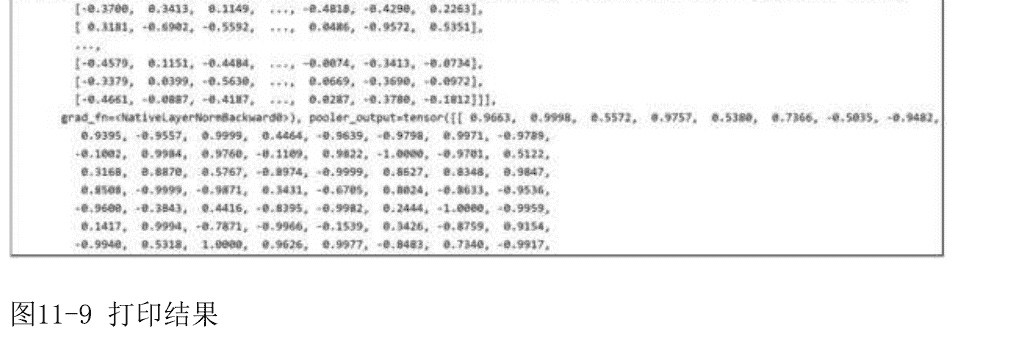 [-0.3700, 0.3413, 0.1149, ..., -0.4818, -0.4290, 0.2263],
[ 0.3181, -0.6902, -0.5592, ..., 0.0486, -0.9572, 0.5351],
...,
[-0.4579, 0.1151, -0.4484, ..., -0.0074, -0.3413, -0.0734],
[-0.3379, 0.0399, -0.5630, ..., 0.0669, -0.3690, -0.0972],
[-0.4661, -0.0887, -0.4187, ..., 0.0287, -0.3780, -0.1812]]],
grad_fn=<NativeLayerNormBackward0>), pooler_output=tensor([[ 0.9663, 0.9998, 0.5572, 0.9757, 0.5380, 0.7366, -0.5035, -0.9482,
0.9395, -0.9557, 0.9999, 0.4464, -0.9639, -0.9798, 0.9971, -0.9789,
-0.1002, 0.9984, 0.9760, -0.1109, 0.9822, -1.0000, -0.9701, 0.5122,
0.3168, 0.8870, 0.5767, -0.8974, -0.9999, 0.8627, 0.8348, 0.9847,
0.8508, -0.9999, -0.9871, 0.3431, -0.6705, 0.8024, -0.8633, -0.9536,
-0.9600, -0.3843, 0.4416, -0.8395, -0.9982, 0.2444, -1.0000, -0.9959,
0.1417, 0.9994, -0.7871, -0.9966, -0.1539, 0.3426, -0.8759, 0.9154,
-0.9940, 0.5318, 1.0000, 0.9626, 0.9977, -0.8483, 0.7340, -0.9917,
图11-9 打印结果